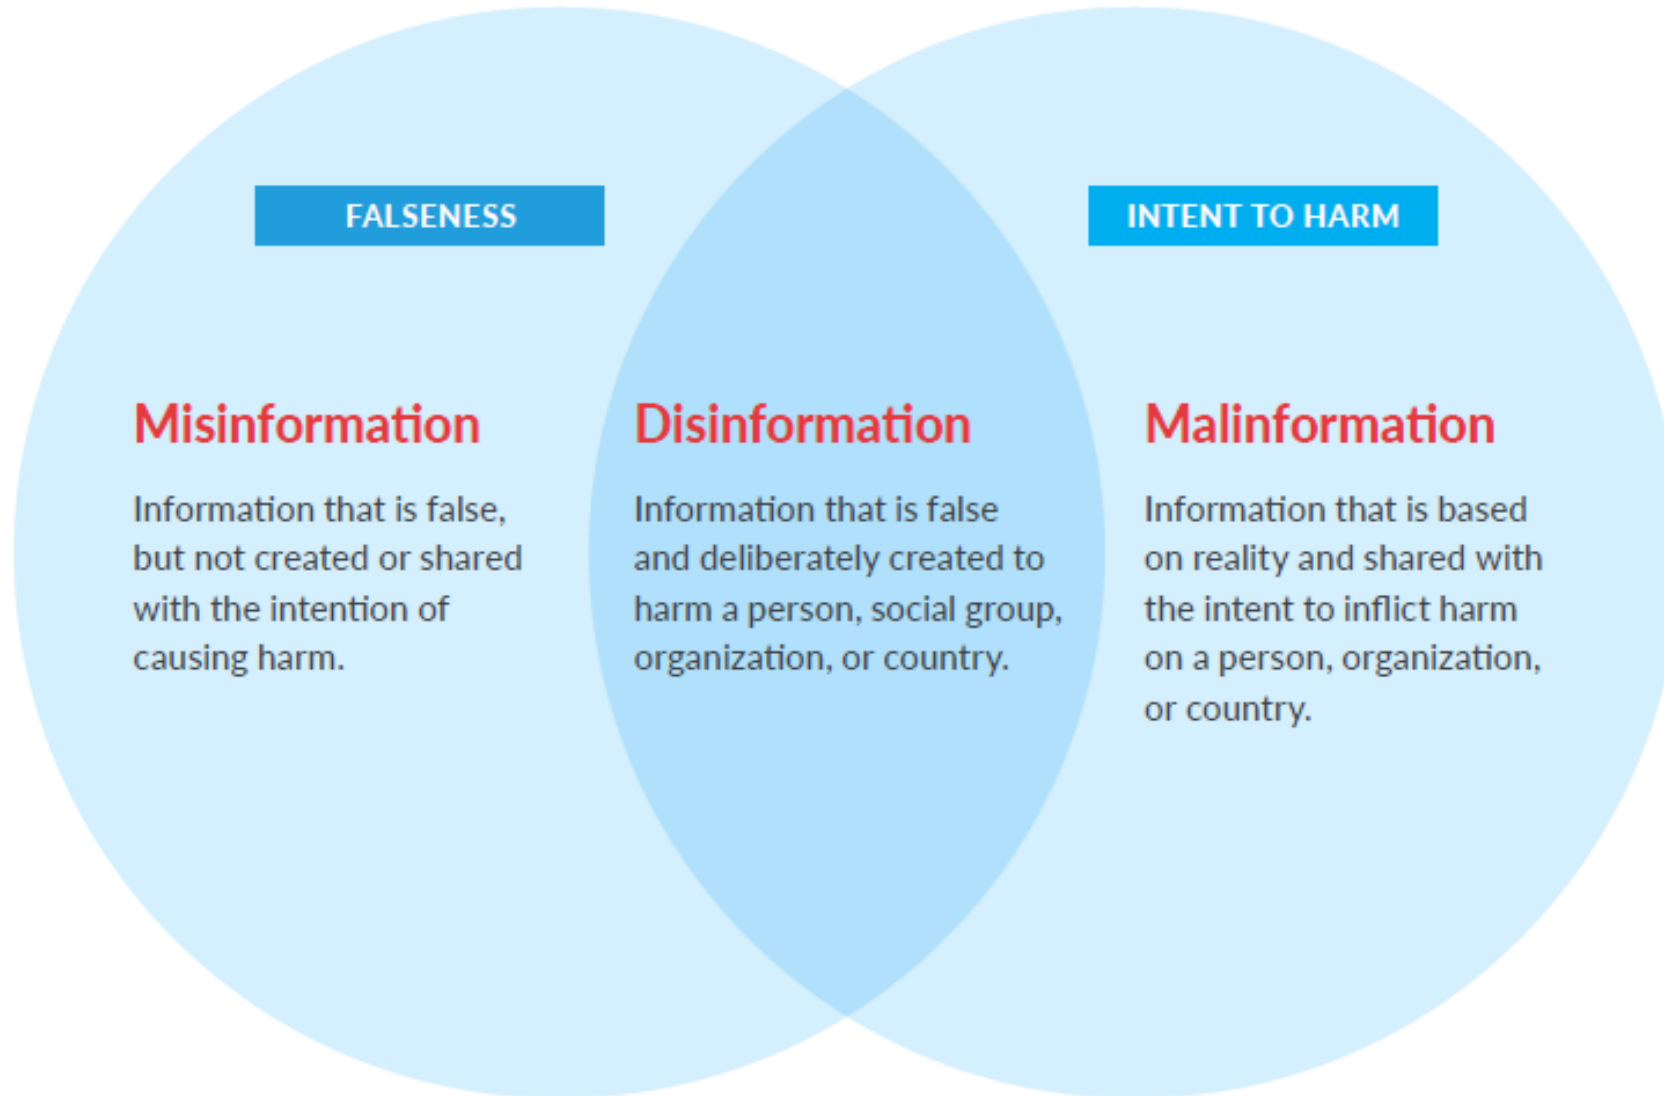 FALSENESS
INTENT TO HARM
Misinformation
Information that is false,
but not created or shared
with the intention of
causing harm.
Disinformation
Information that is false
and deliberately created to
harm a person, social group,
organization, or country.
Malinformation
Information that is based
on reality and shared with
the intent to inflict harm
on a person, organization,
or country.